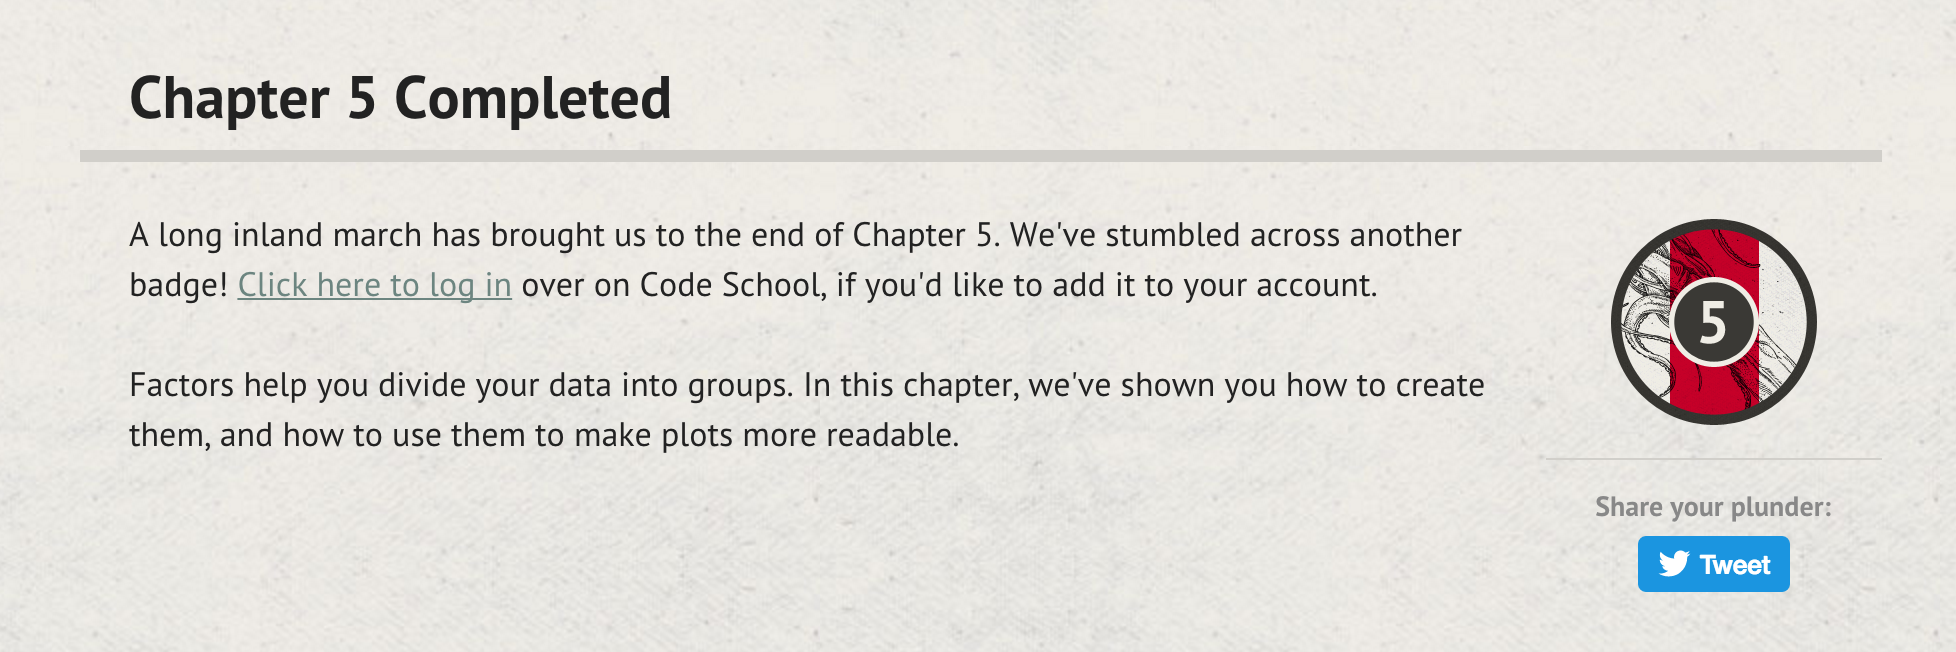 Chapter 5 Completed
A long inland march has brought us to the end of Chapter 5. We've stumbled across another
badge! Click here to log in over on Code School, if you'd like to add it to your account.
Factors help you divide your data into groups. In this chapter, we've shown you how to create
them, and how to use them to make plots more readable.
5
Share your plunder:
Tweet